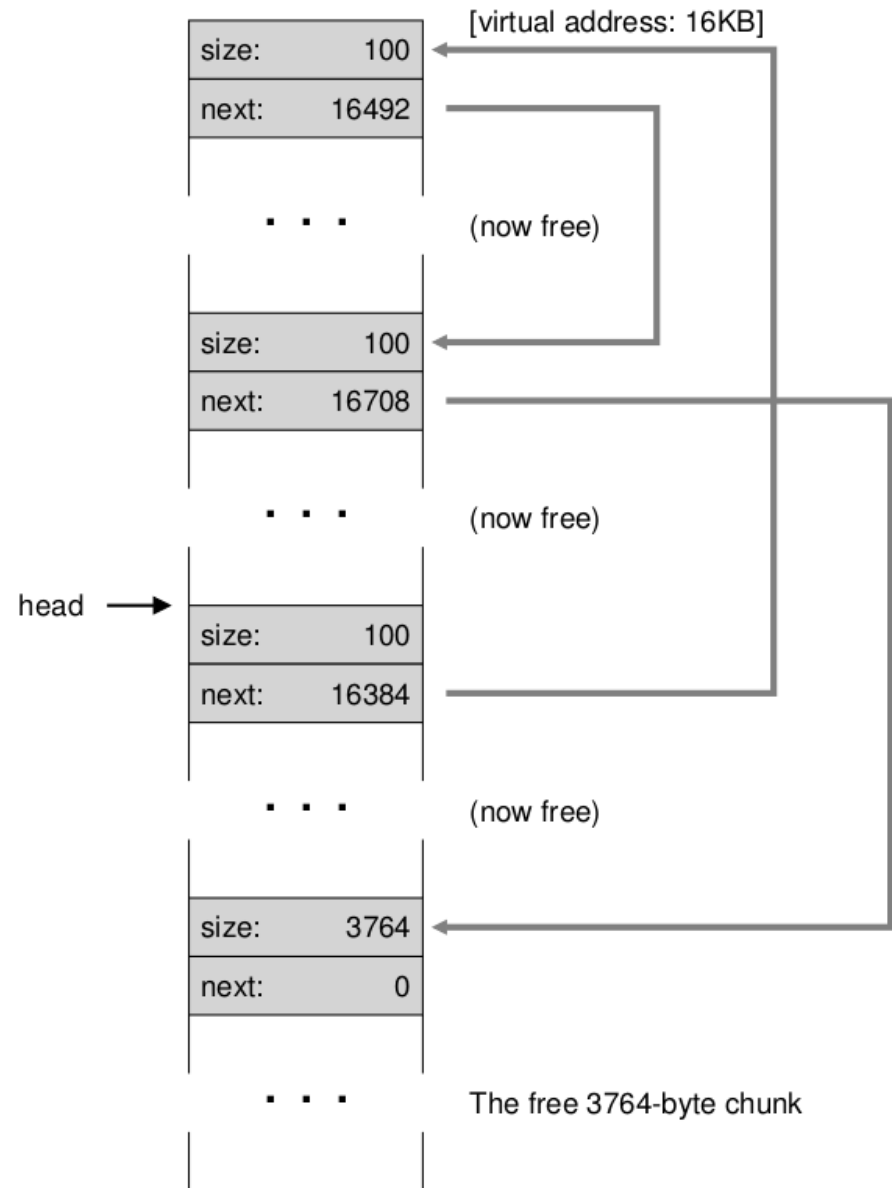 [virtual address: 16KB]
size: 100
next: 16492
. . .
(now free)
size: 100
next: 16708
. . .
(now free)
head
size: 100
next: 16384
. . .
(now free)
size: 3764
next: 0
. . .
The free 3764-byte chunk